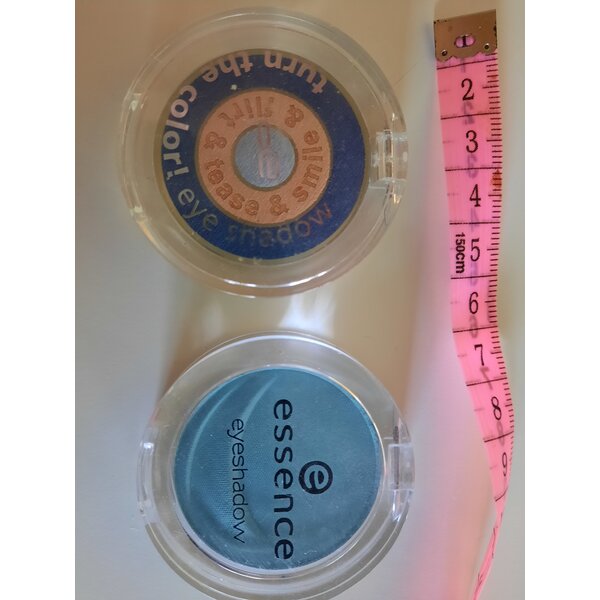 turn the color!, eye shadow
smile & flirt & tease &
essence
eyeshadow
2
3
4
5
150cm
6
7
8
9